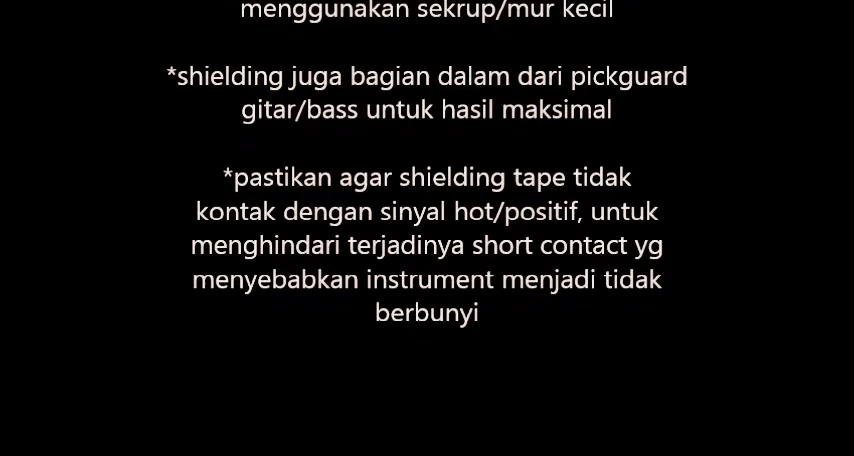 menggunakan sekrup/mur kecil
*shielding juga bagian dalam dari pickguard
gitar/bass untuk hasil maksimal
*pastikan agar shielding tape tidak
kontak dengan sinyal hot/positif, untuk
menghindari terjadinya short contact yg
menyebabkan instrument menjadi tidak
berbunyi